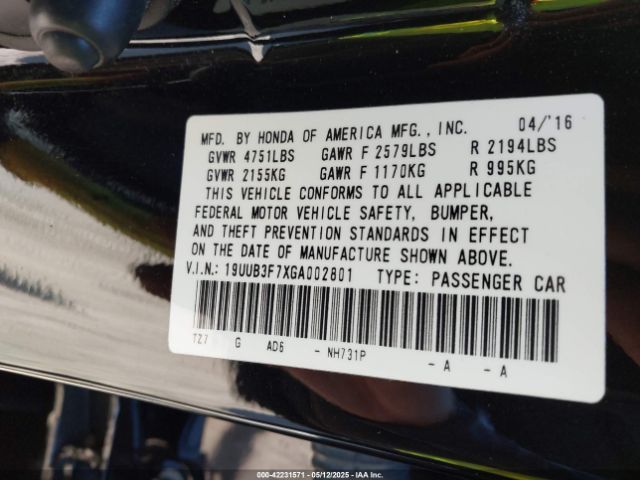 MFD. BY HONDA OF AMERICA MFG., INC. 04/'16
GVWR 4751LBS GAWR F 2579LBS R 2194LBS
GVWR 2155KG GAWR F 1170KG R 995KG
THIS VEHICLE CONFORMS TO ALL APPLICABLE
FEDERAL MOTOR VEHICLE SAFETY, BUMPER,
AND THEFT PREVENTION STANDARDS IN EFFECT
ON THE DATE OF MANUFACTURE SHOWN ABOVE.
V.I.N.: 19UUB3F7XGA002801 TYPE: PASSENGER CAR
TZ7 G AD6 - NH731P - A - A
000-42231571 - 05/12/2025 - IAA Inc.